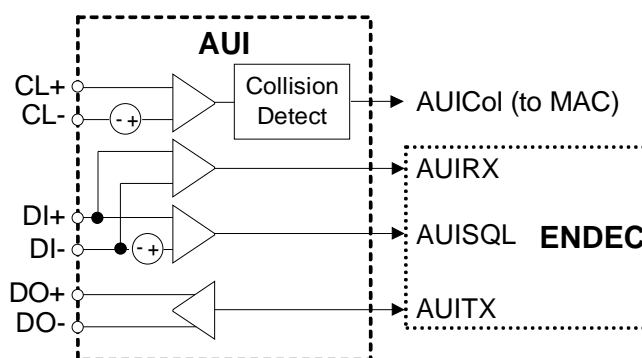 AUI
CL+
CL-
- +
Collision
Detect
AUICol (to MAC)
AUIRX
DI+
DI-
- +
AUISQL
ENDEC
DO+
DO-
AUITX